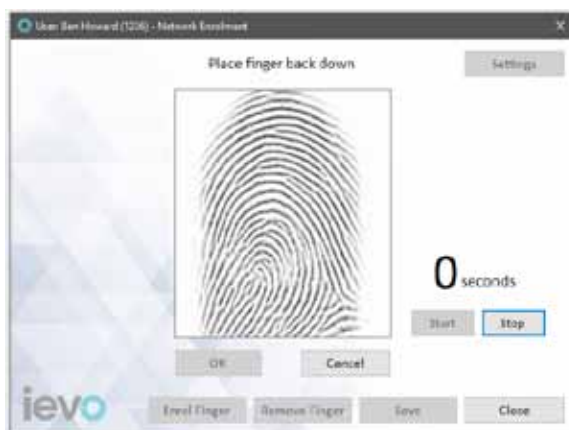 User: Ben Howard (1236) - Network Enrolment
X
Place finger back down
Settings
0 seconds
Start
Stop
OK
Cancel
ievo
Enrol Finger
Remove Finger
Save
Close